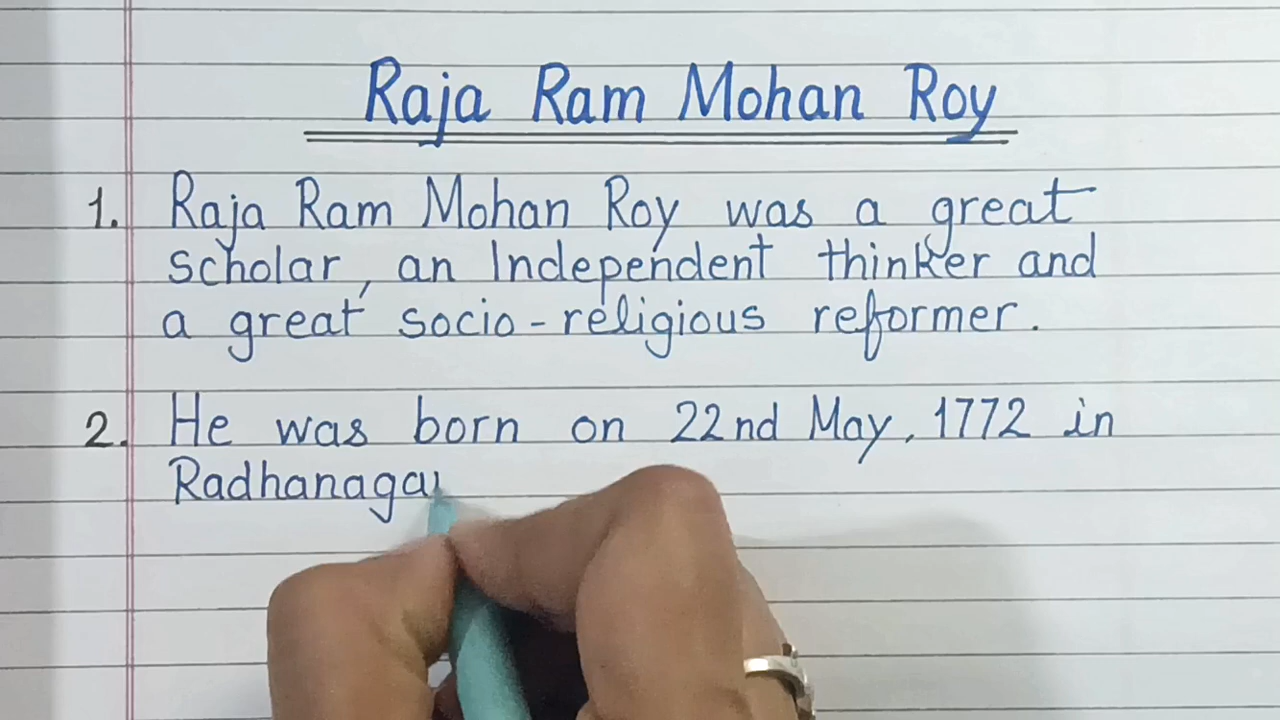 Raja Ram Mohan Roy
1. Raja Ram Mohan Roy was a great
scholar, an Independent thinker and
a great socio-religious reformer.
2. He was born on 22nd May, 1772 in
Radhanaga